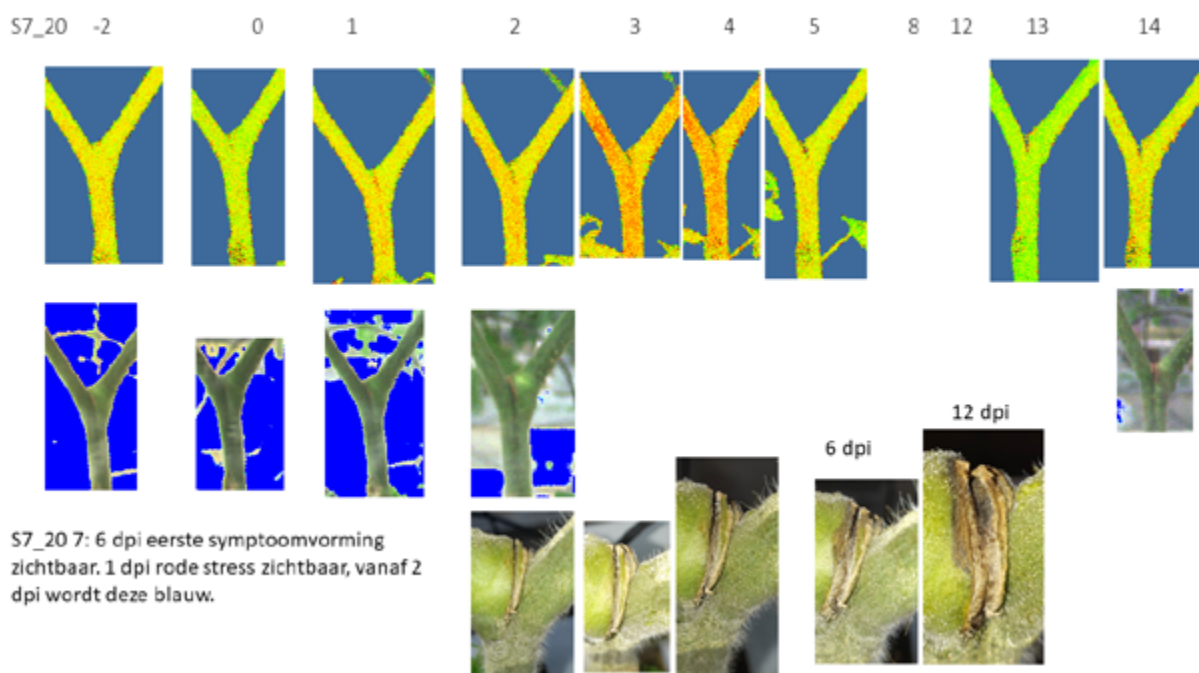 S7_20 -2 0 1 2 3 4 5 8 12 13 14
12 dpi
6 dpi
S7_20 7: 6 dpi eerste symptoomvorming
zichtbaar. 1 dpi rode stress zichtbaar, vanaf 2
dpi wordt deze blauw.